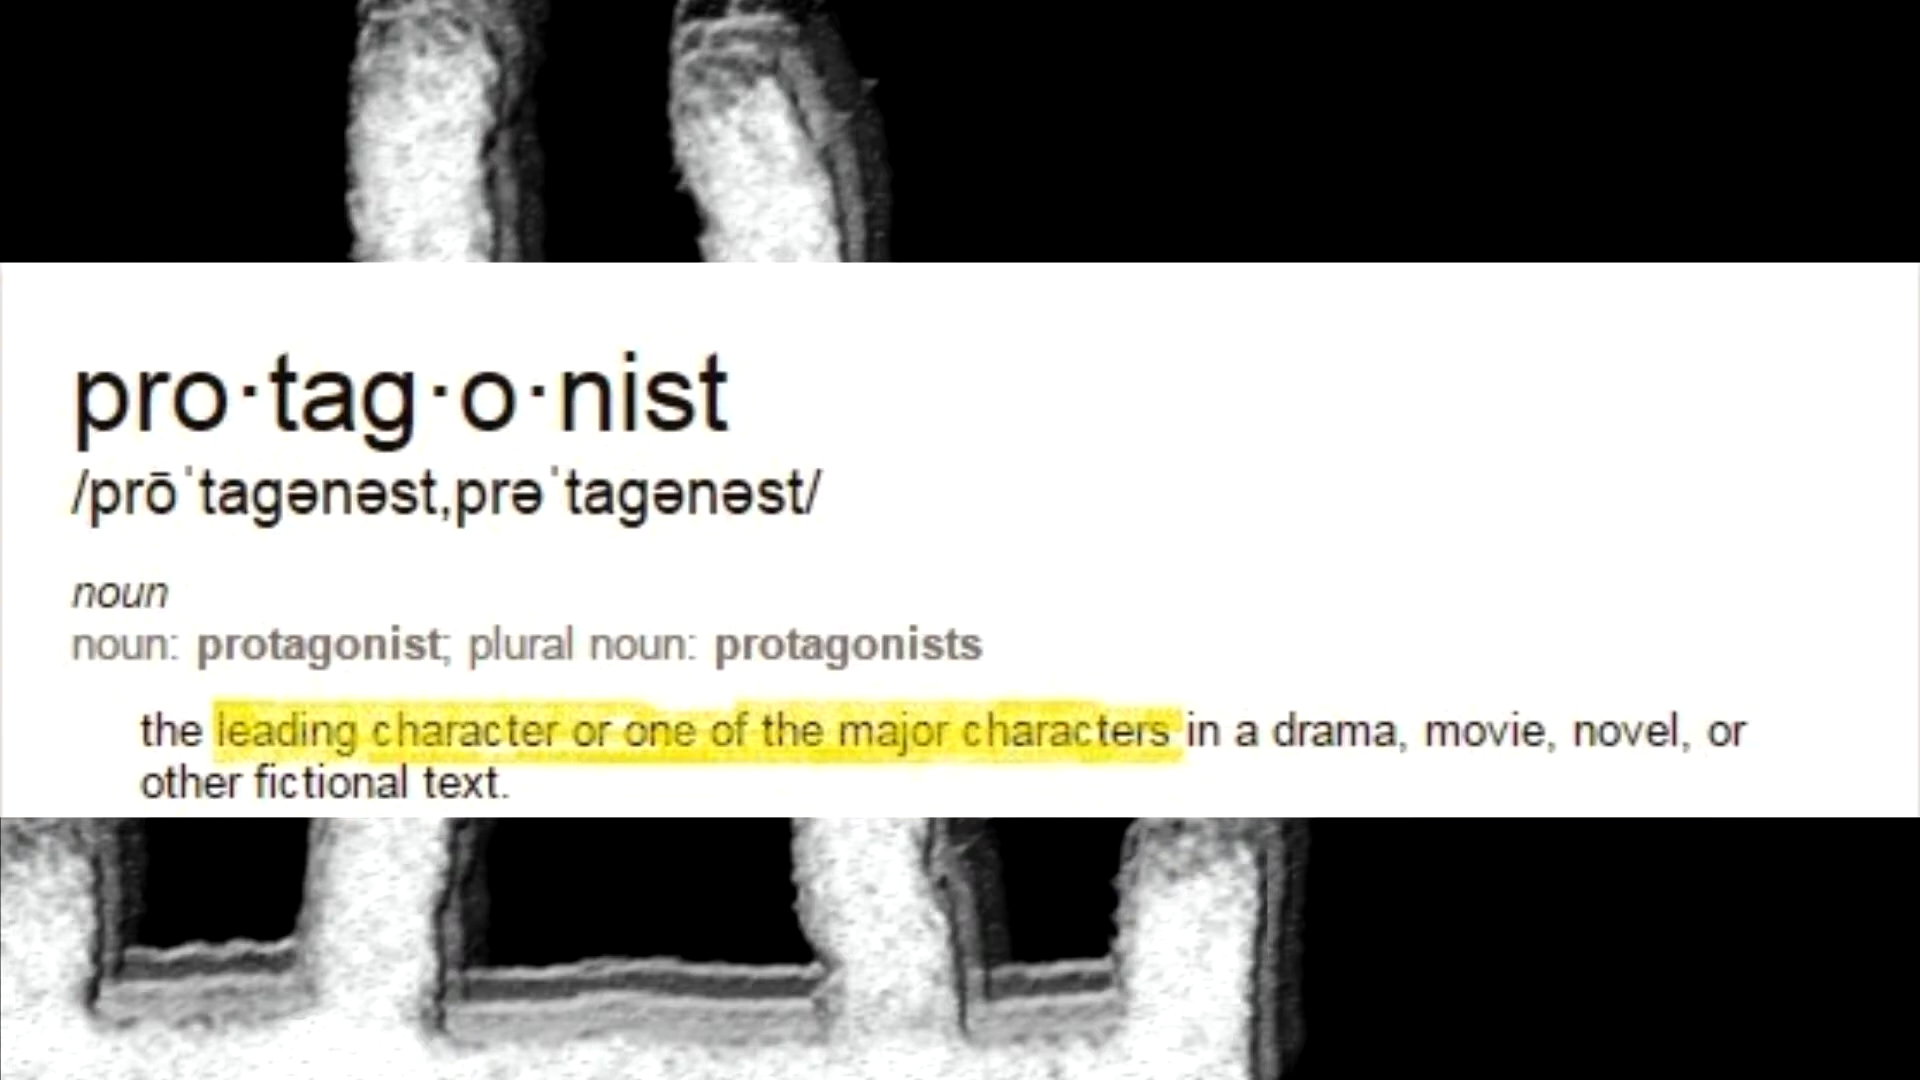 pro·tag·o·nist
/prōˈtagənəst,prəˈtagənəst/
noun
noun: protagonist; plural noun: protagonists
the leading character or one of the major characters in a drama, movie, novel, or
other fictional text.